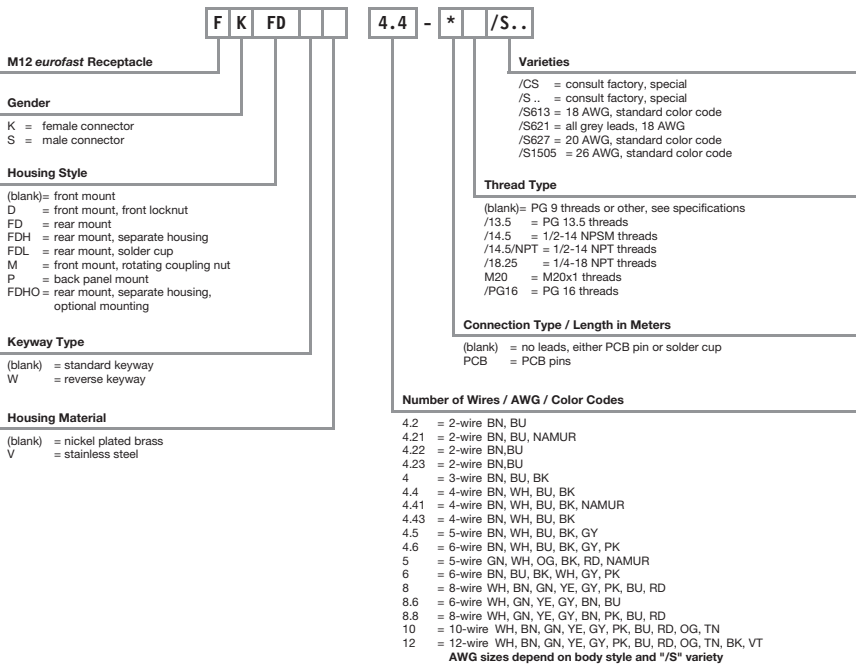 F K FD 4.4 - * /S..
M12 eurofast Receptacle
Gender
K = female connector
S = male connector
Housing Style
(blank)= front mount
D = front mount, front locknut
FD = rear mount
FDH = rear mount, separate housing
FDL = rear mount, solder cup
M = front mount, rotating coupling nut
P = back panel mount
FDHO = rear mount, separate housing,
optional mounting
Keyway Type
(blank) = standard keyway
W = reverse keyway
Housing Material
(blank) = nickel plated brass
V = stainless steel
Varieties
/CS = consult factory, special
/S .. = consult factory, special
/S613 = 18 AWG, standard color code
/S621 = all grey leads, 18 AWG
/S627 = 20 AWG, standard color code
/S1505 = 26 AWG, standard color code
Thread Type
(blank)= PG 9 threads or other, see specifications
/13.5 = PG 13.5 threads
/14.5 = 1/2-14 NPSM threads
/14.5/NPT = 1/2-14 NPT threads
/18.25 = 1/4-18 NPT threads
M20 = M20x1 threads
/PG16 = PG 16 threads
Connection Type / Length in Meters
(blank) = no leads, either PCB pin or solder cup
PCB = PCB pins
Number of Wires / AWG / Color Codes
4.2 = 2-wire BN, BU
4.21 = 2-wire BN, BU, NAMUR
4.22 = 2-wire BN,BU
4.23 = 2-wire BN,BU
4 = 3-wire BN, BU, BK
4.4 = 4-wire BN, WH, BU, BK
4.41 = 4-wire BN, WH, BU, BK, NAMUR
4.43 = 4-wire BN, WH, BU, BK
4.5 = 5-wire BN, WH, BU, BK, GY
4.6 = 6-wire BN, WH, BU, BK, GY, PK
5 = 5-wire GN, WH, OG, BK, RD, NAMUR
6 = 6-wire BN, BU, BK, WH, GY, PK
8 = 8-wire WH, BN, GN, YE, GY, PK, BU, RD
8.6 = 6-wire WH, GN, YE, GY, BN, BU
8.8 = 8-wire WH, GN, YE, GY, BN, PK, BU, RD
10 = 10-wire WH, BN, GN, YE, GY, PK, BU, RD, OG, TN
12 = 12-wire WH, BN, GN, YE, GY, PK, BU, RD, OG, TN, BK, VT
AWG sizes depend on body style and "/S" variety